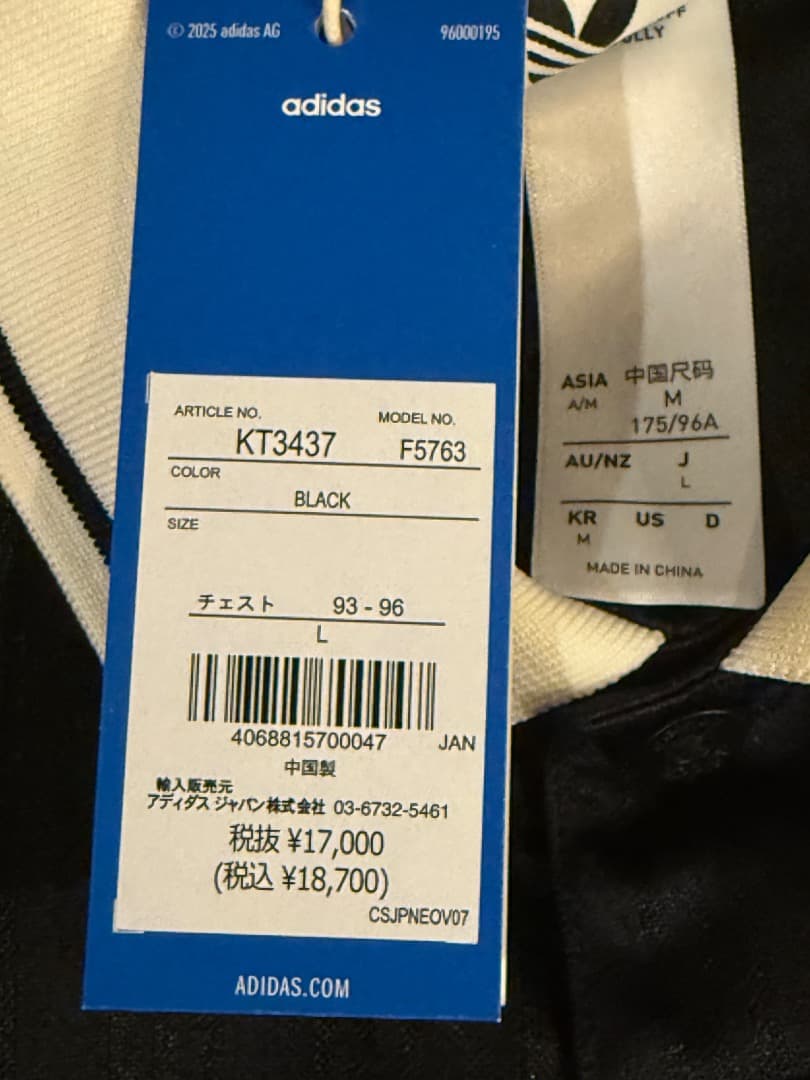 © 2025 adidas AG 96000195
adidas
ARTICLE NO. MODEL NO.
KT3437 F5763
COLOR
BLACK
SIZE
チェスト 93 - 96
L
4068815700047 JAN
中国製
輸入販売元
アディダス ジャパン株式会社 03-6732-5461
税抜 ¥17,000
(税込 ¥18,700)
CSJPNEOV07
ADIDAS.COM
ASIA 中国尺码
A/M M
175/96A
AU/NZ J
L
KR US D
M
MADE IN CHINA